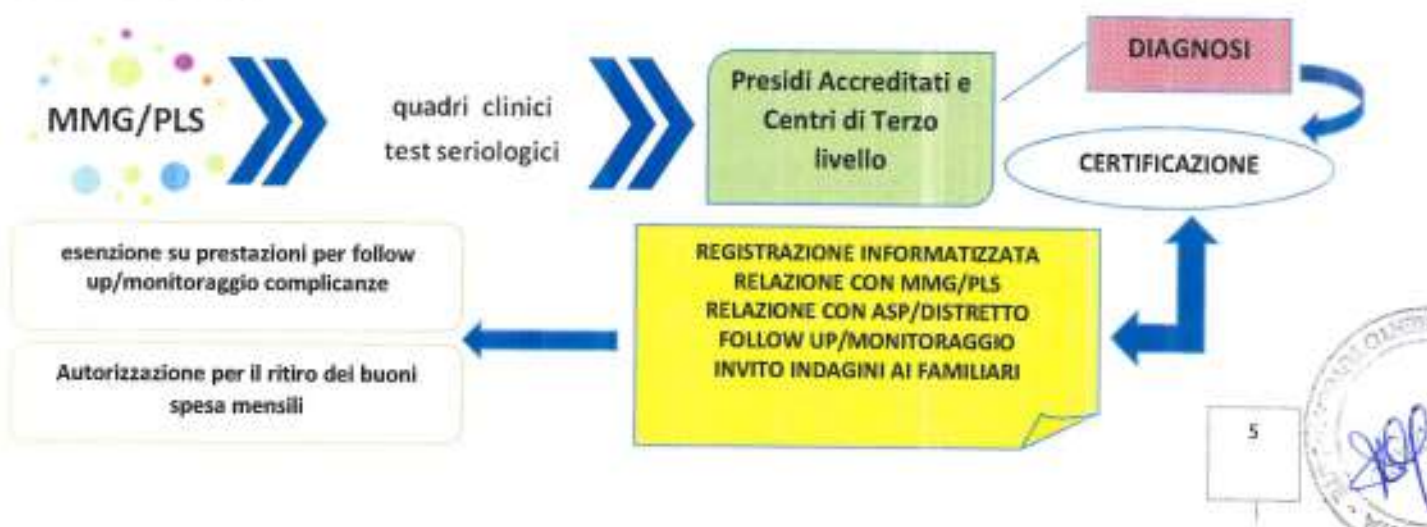 MMG/PLS
quadri clinici
test seriologici
Presidi Accreditati e
Centri di Terzo
livello
DIAGNOSI
CERTIFICAZIONE
esenzione su prestazioni per follow
up/monitoraggio complicanze
Autorizzazione per il ritiro dei buoni
spesa mensili
REGISTRAZIONE INFORMATIZZATA
RELAZIONE CON MMG/PLS
RELAZIONE CON ASP/DISTRETTO
FOLLOW UP/MONITORAGGIO
INVITO INDAGINI AI FAMILIARI
5